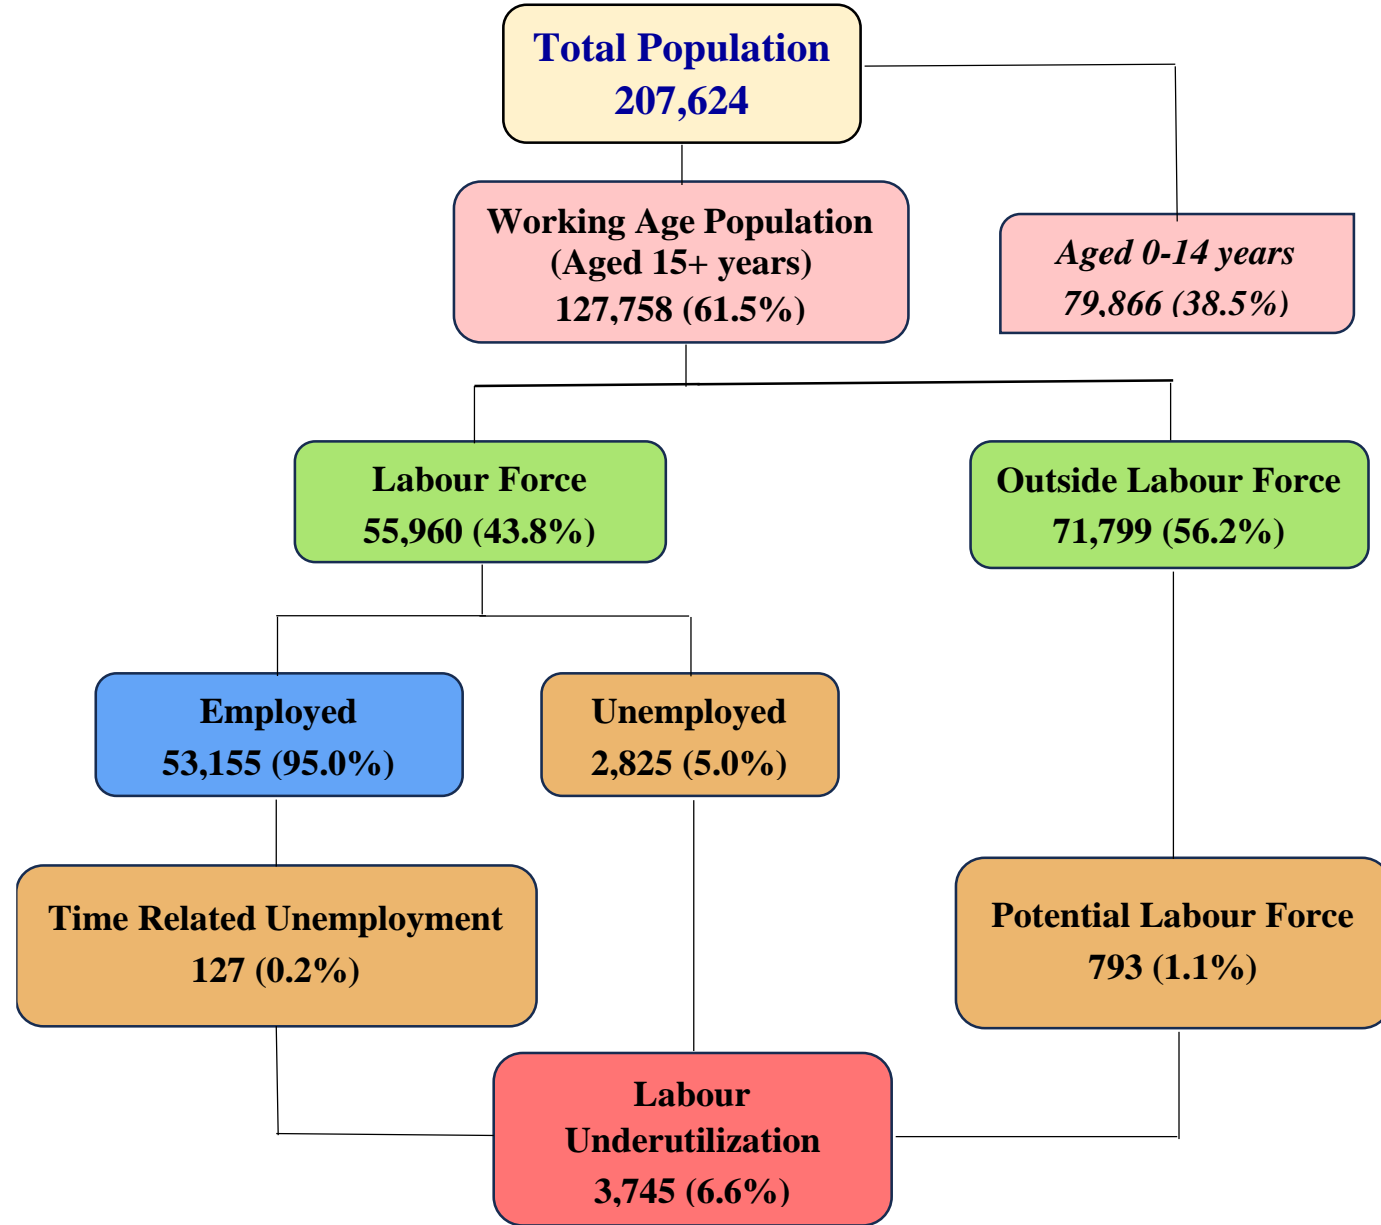 Total Population
207,624
Working Age Population
(Aged 15+ years)
127,758 (61.5%)
Aged 0-14 years
79,866 (38.5%)
Labour Force
55,960 (43.8%)
Outside Labour Force
71,799 (56.2%)
Employed
53,155 (95.0%)
Unemployed
2,825 (5.0%)
Time Related Unemployment
127 (0.2%)
Potential Labour Force
793 (1.1%)
Labour
Underutilization
3,745 (6.6%)